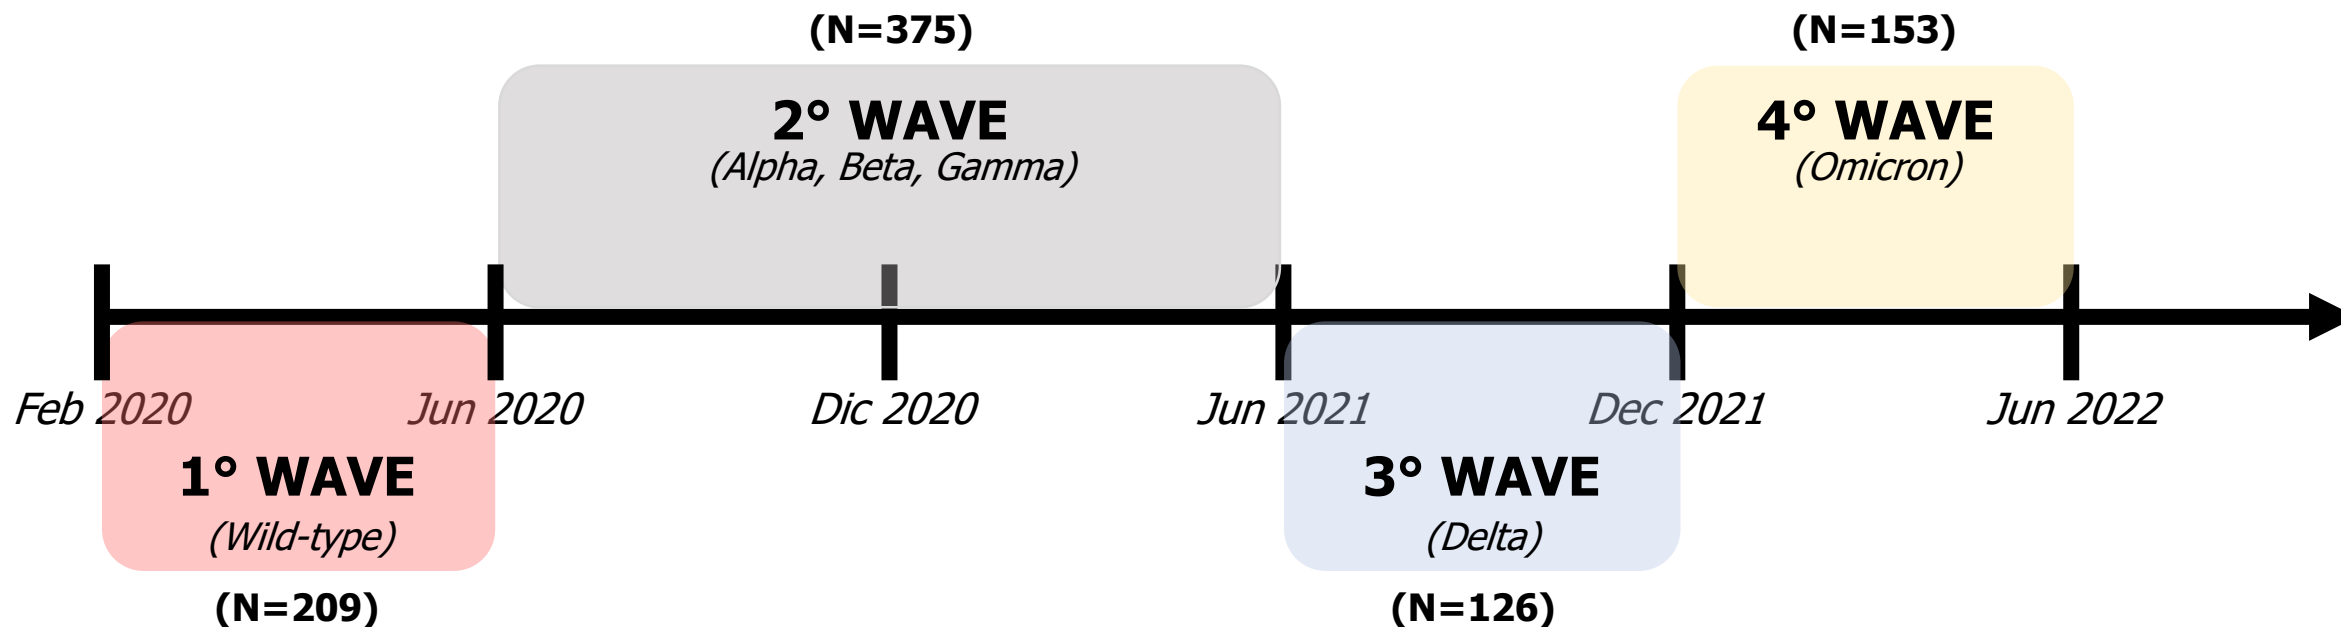 (N=375)
(N=153)
2° WAVE
(Alpha, Beta, Gamma)
4° WAVE
(Omicron)
Feb 2020
Jun 2020
Dic 2020
Jun 2021
Dec 2021
Jun 2022
1° WAVE
(Wild-type)
(N=209)
3° WAVE
(Delta)
(N=126)